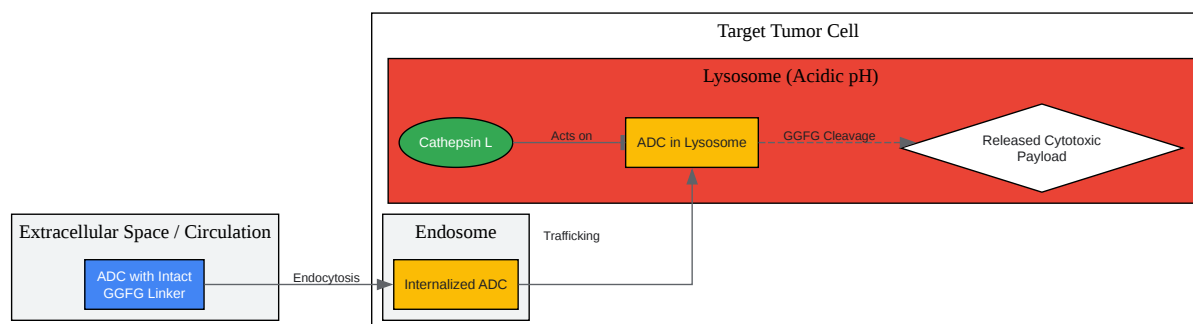 Target Tumor Cell
Lysosome (Acidic pH)
Cathepsin L
Acts on
ADC in Lysosome
GGFG Cleavage
Released Cytotoxic
Payload
Extracellular Space / Circulation
ADC with Intact
GGFG Linker
Endocytosis
Endosome
Internalized ADC
Trafficking